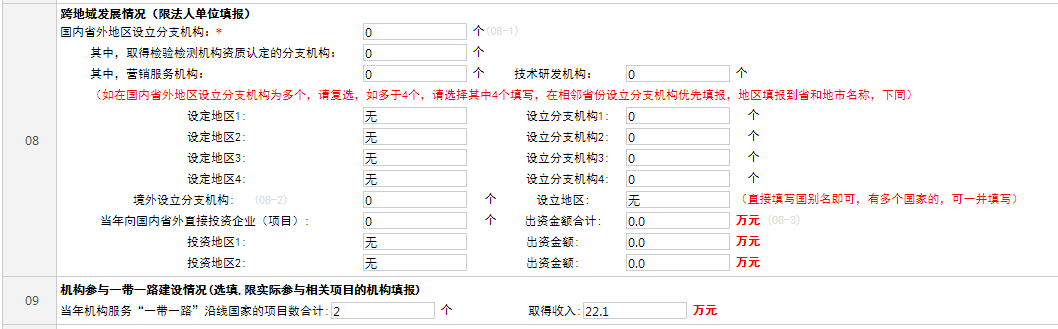 跨地域发展情况（限法人单位填报）
国内省外地区设立分支机构：* 0 个(08-1)
其中，取得检验检测机构资质认定的分支机构： 0 个
其中，营销服务机构： 0 个 技术研发机构： 0 个
（如在国内省外地区设立分支机构为多个，请复选，如多于4个，请选择其中4个填写，在相邻省份设立分支机构优先填报，地区填报到省和地市名称，下同）
08
设定地区1: 无 设立分支机构1: 0 个
设定地区2: 无 设立分支机构2: 0 个
设定地区3: 无 设立分支机构3: 0 个
设定地区4: 无 设立分支机构4: 0 个
境外设立分支机构: (08-2) 0 个 设立地区: 无 （直接填写国别名即可，有多个国家的，可一并填写）
当年向国内省外直接投资企业（项目）: 0 个 出资金额合计: 0.0 万元 (08-3)
投资地区1: 无 出资金额: 0.0 万元
投资地区2: 无 出资金额: 0.0 万元
09
机构参与一带一路建设情况(选填,限实际参与相关项目的机构填报)
当年机构服务“一带一路”沿线国家的项目数合计: 2 个 取得收入: 22.1 万元